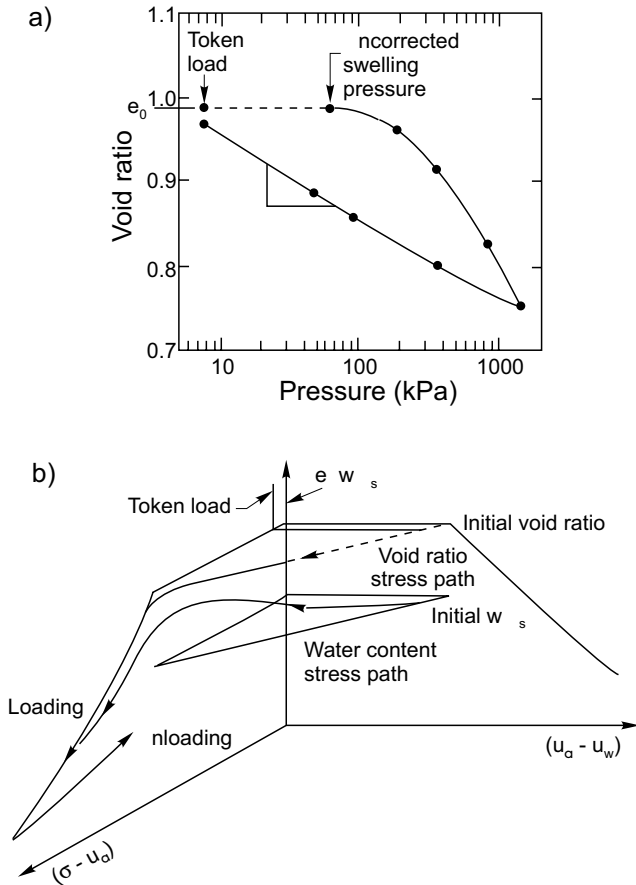 a)
1.1
1.0
e₀
0.9
0.8
0.7
Void ratio
Token
load
ncorrected
swelling
pressure
10
100
1000
Pressure (kPa)
b)
Token load
e w s
Initial void ratio
Void ratio
stress path
Initial w s
Water content
stress path
Loading
nloading
(uₐ - u_w)
(σ - uₐ)